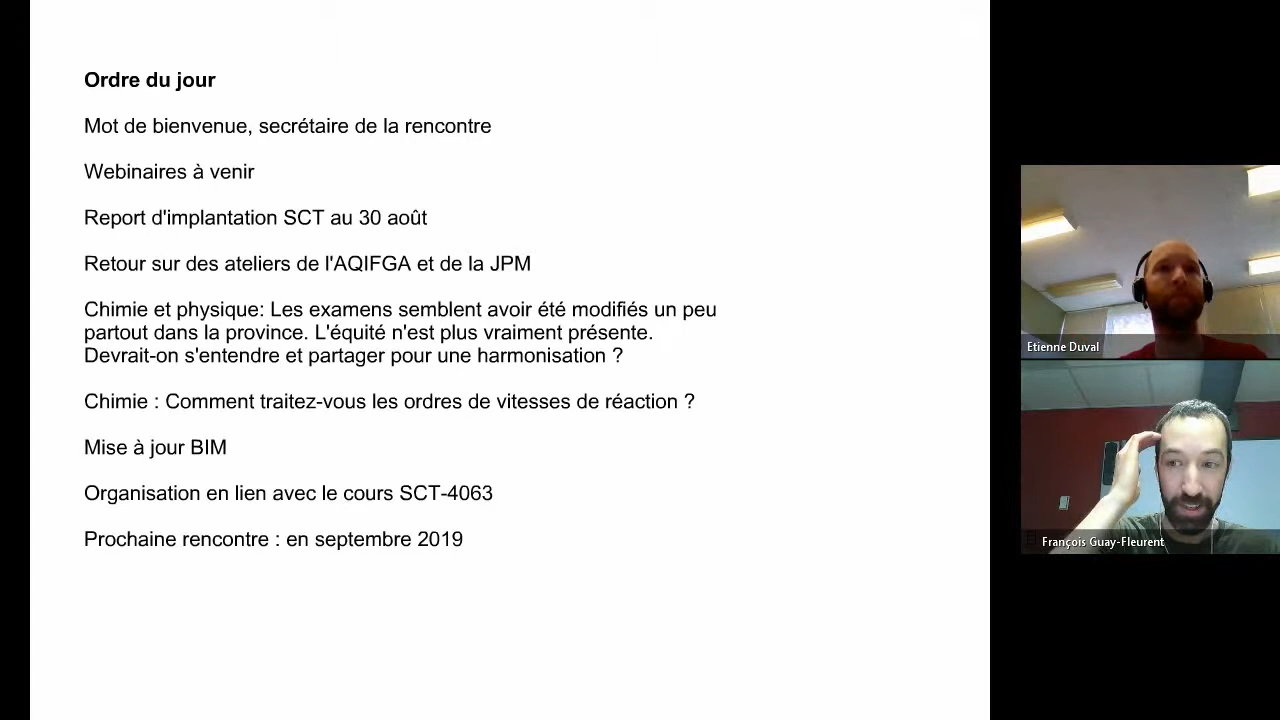 Ordre du jour
Mot de bienvenue, secrétaire de la rencontre
Webinaires à venir
Report d'implantation SCT au 30 août
Retour sur des ateliers de l'AQIFGA et de la JPM
Chimie et physique: Les examens semblent avoir été modifiés un peu
partout dans la province. L'équité n'est plus vraiment présente.
Devrait-on s'entendre et partager pour une harmonisation ?
Chimie : Comment traitez-vous les ordres de vitesses de réaction ?
Mise à jour BIM
Organisation en lien avec le cours SCT-4063
Prochaine rencontre : en septembre 2019
Etienne Duval
François Guay-Fleurent